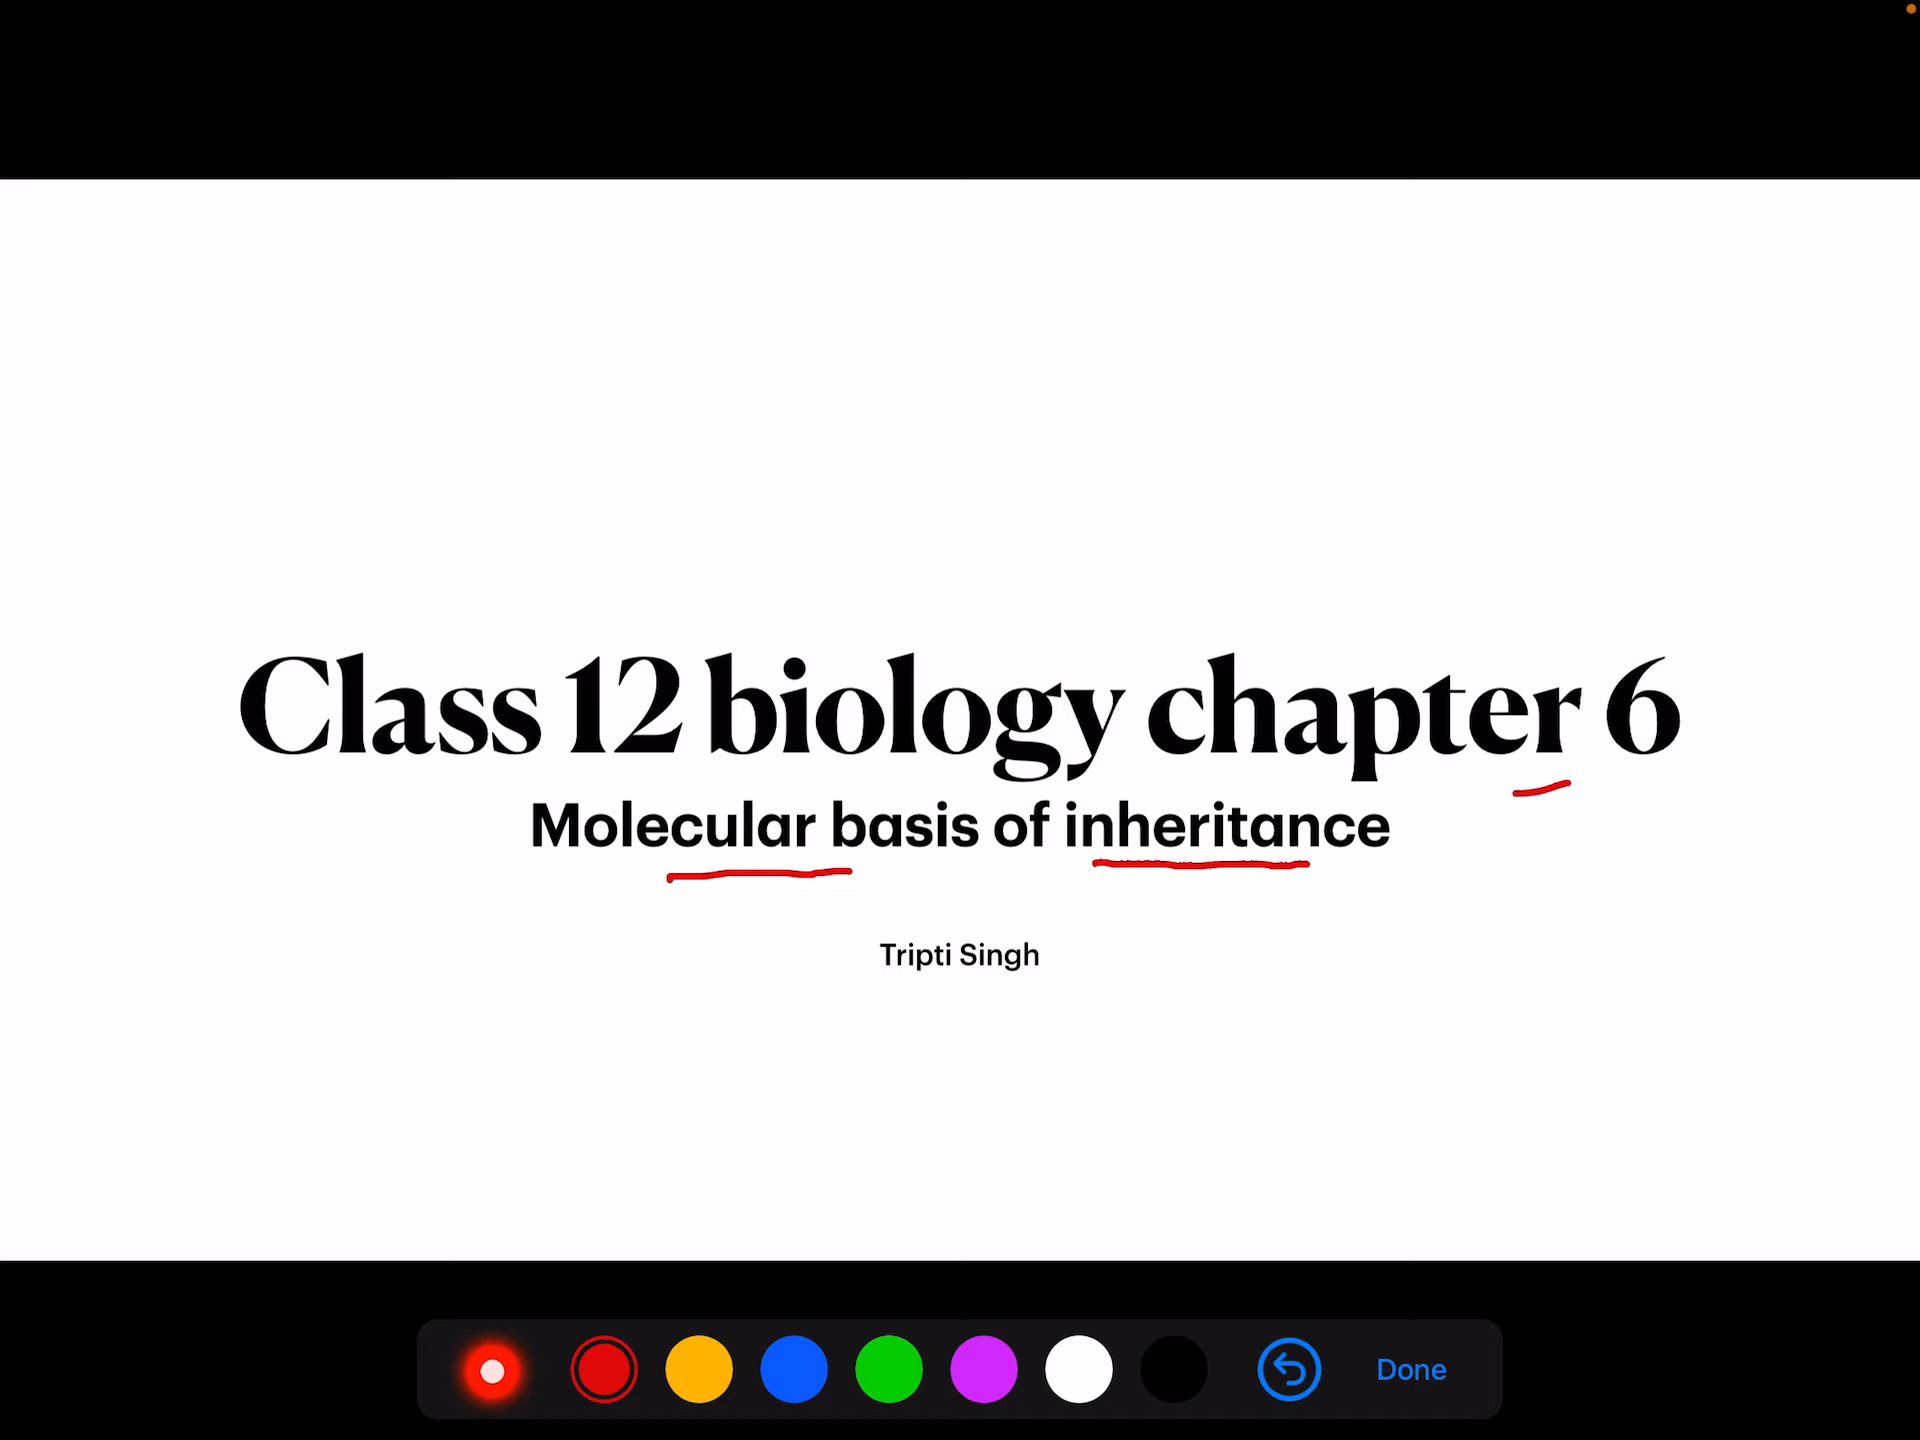 Class 12 biology chapter 6
Molecular basis of inheritance
Tripti Singh
Done